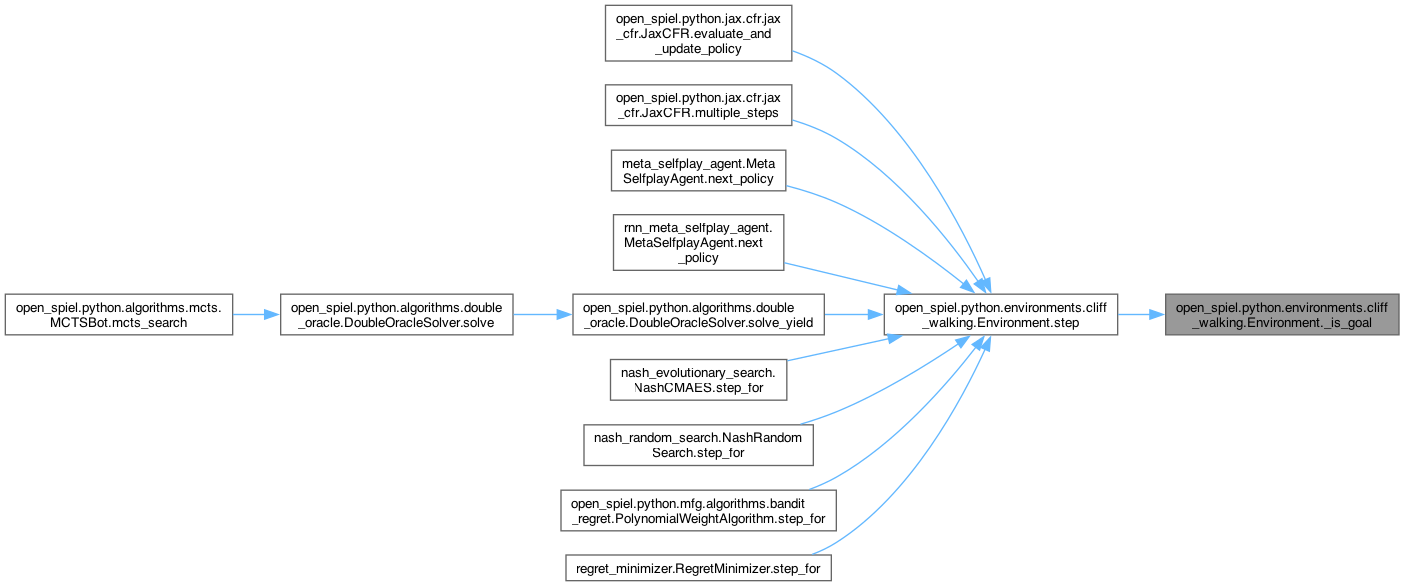 open_spiel.python.jax.cfr.jax
_cfr.JaxCFR.evaluate_and
_update_policy
open_spiel.python.jax.cfr.jax
_cfr.JaxCFR.multiple_steps
meta_selfplay_agent.Meta
SelfplayAgent.next_policy
rnn_meta_selfplay_agent.
MetaSelfplayAgent.next
_policy
open_spiel.python.algorithms.mcts.
MCTSBot.mcts_search
open_spiel.python.algorithms.double
_oracle.DoubleOracleSolver.solve
open_spiel.python.algorithms.double
_oracle.DoubleOracleSolver.solve_yield
open_spiel.python.environments.cliff
_walking.Environment.step
open_spiel.python.environments.cliff
_walking.Environment._is_goal
nash_evolutionary_search.
NashCMAES.step_for
nash_random_search.NashRandom
Search.step_for
open_spiel.python.mfg.algorithms.bandit
_regret.PolynomialWeightAlgorithm.step_for
regret_minimizer.RegretMinimizer.step_for